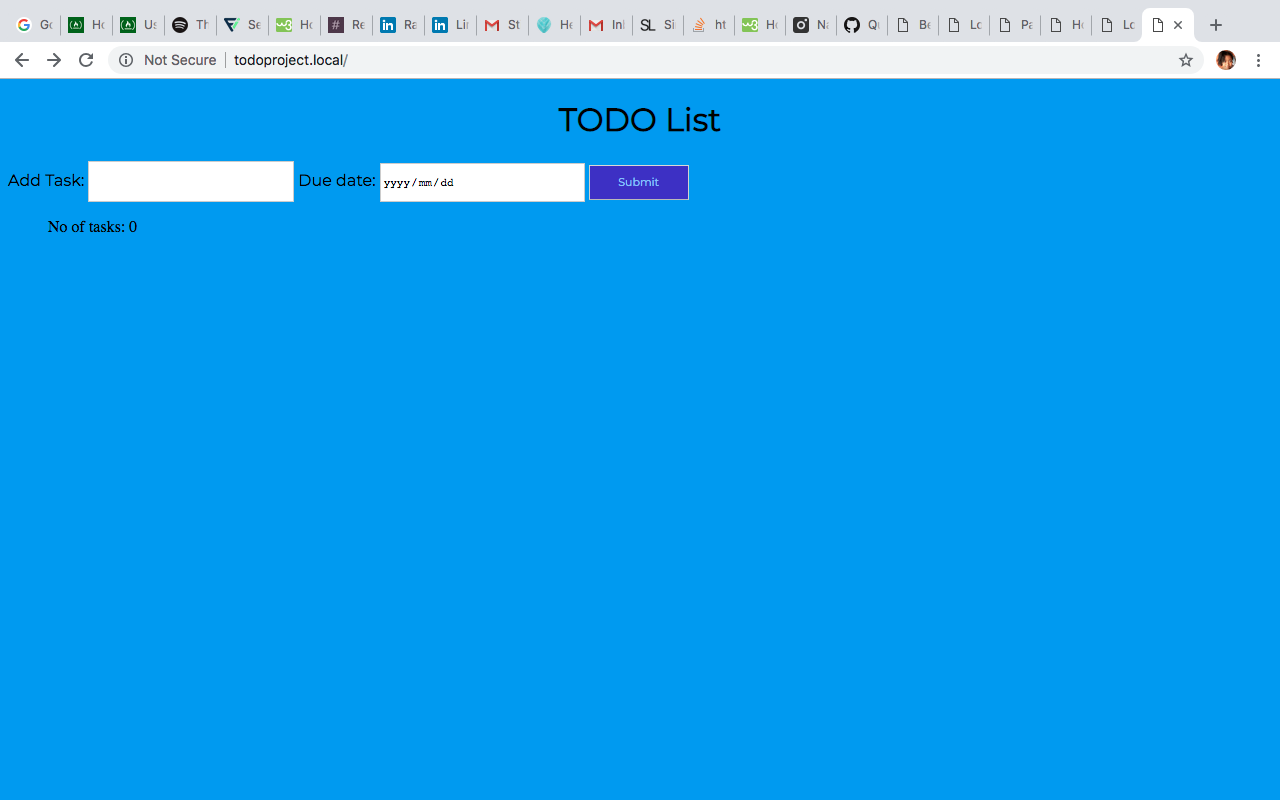 Go Ho Us Th Se Ho Re Ra Lin St He Inl Si ht Ho Na Qu Be Lo Pa Ho Lo
Not Secure todoproject.local/
TODO List
Add Task: Due date: yyyy/mm/dd Submit
No of tasks: 0